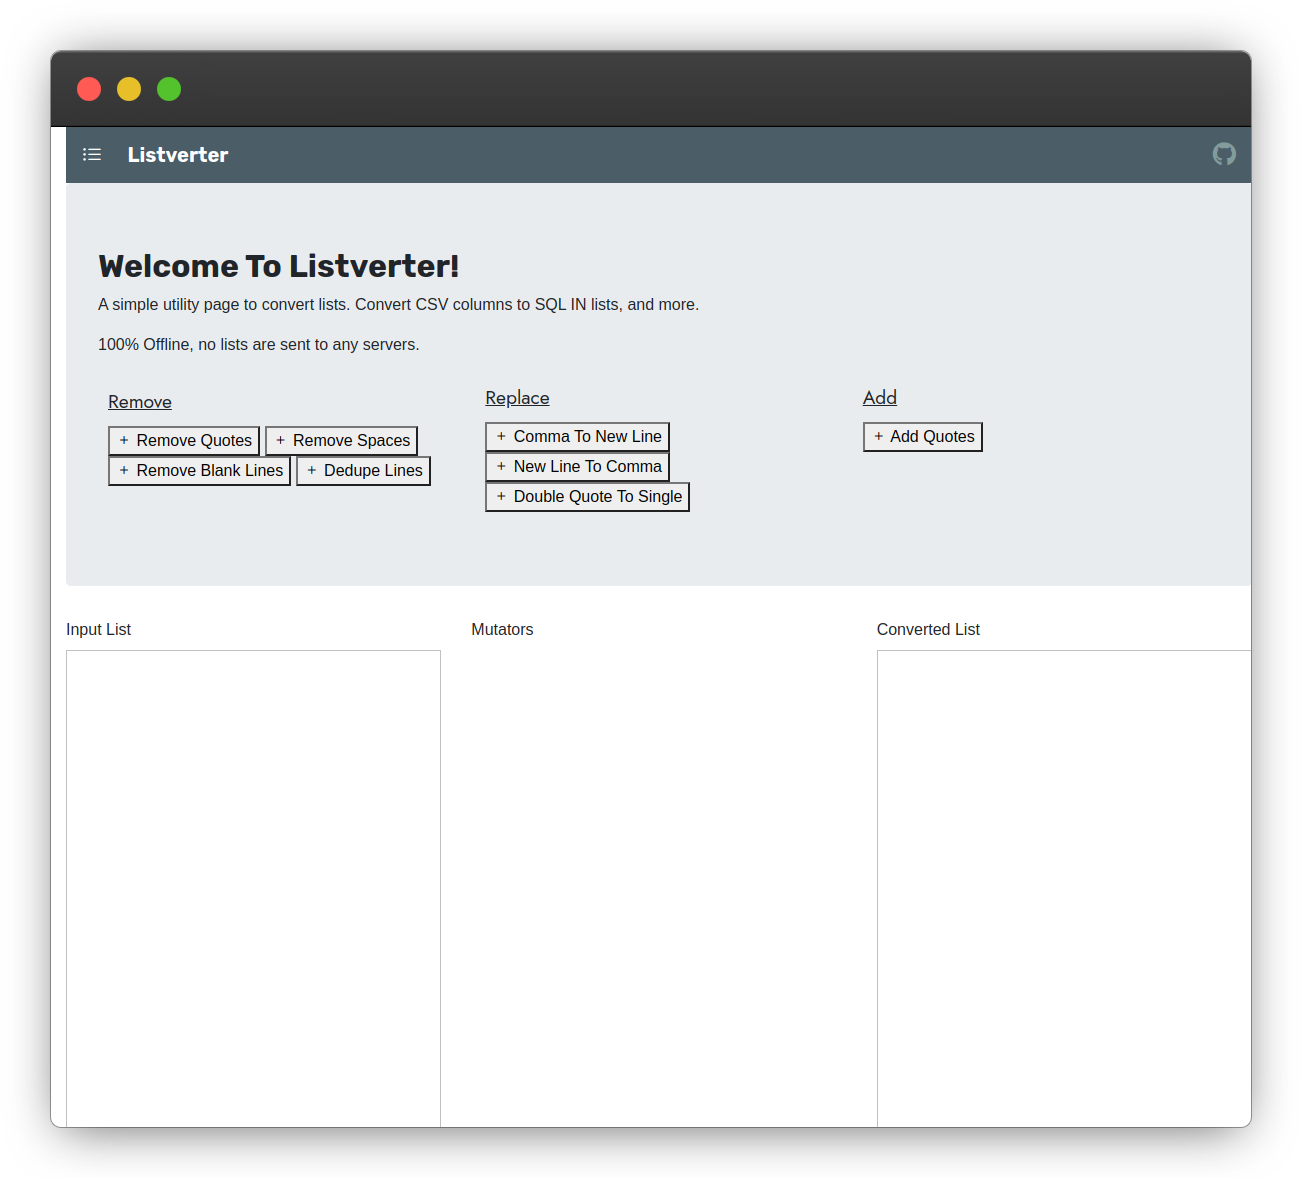 Listverter
Welcome To Listverter!
A simple utility page to convert lists. Convert CSV columns to SQL IN lists, and more.
100% Offline, no lists are sent to any servers.
Remove
+ Remove Quotes + Remove Spaces
+ Remove Blank Lines + Dedupe Lines
Replace
+ Comma To New Line
+ New Line To Comma
+ Double Quote To Single
Add
+ Add Quotes
Input List
Mutators
Converted List